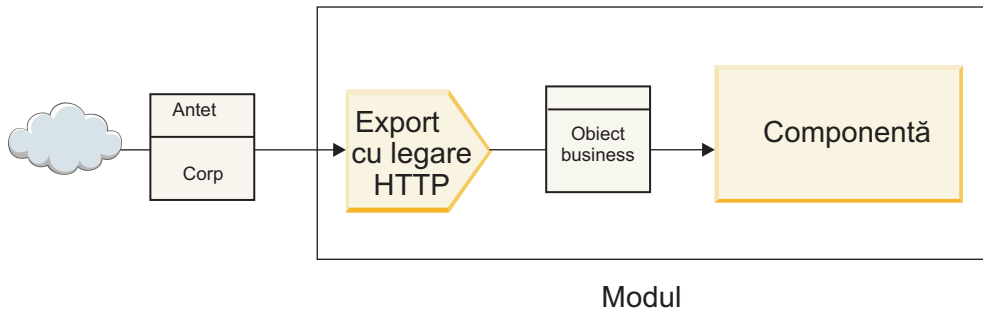 Antet
Corp
Export
cu legare
HTTP
Obiect
business
Componentă
Modul